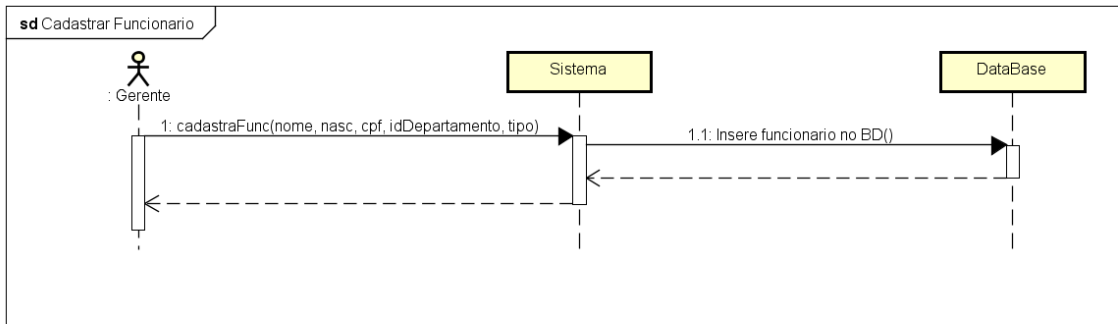 sd Cadastrar Funcionario
: Gerente
Sistema
DataBase
1: cadastraFunc(nome, nasc, cpf, idDepartamento, tipo)
1.1: Insere funcionario no BD()